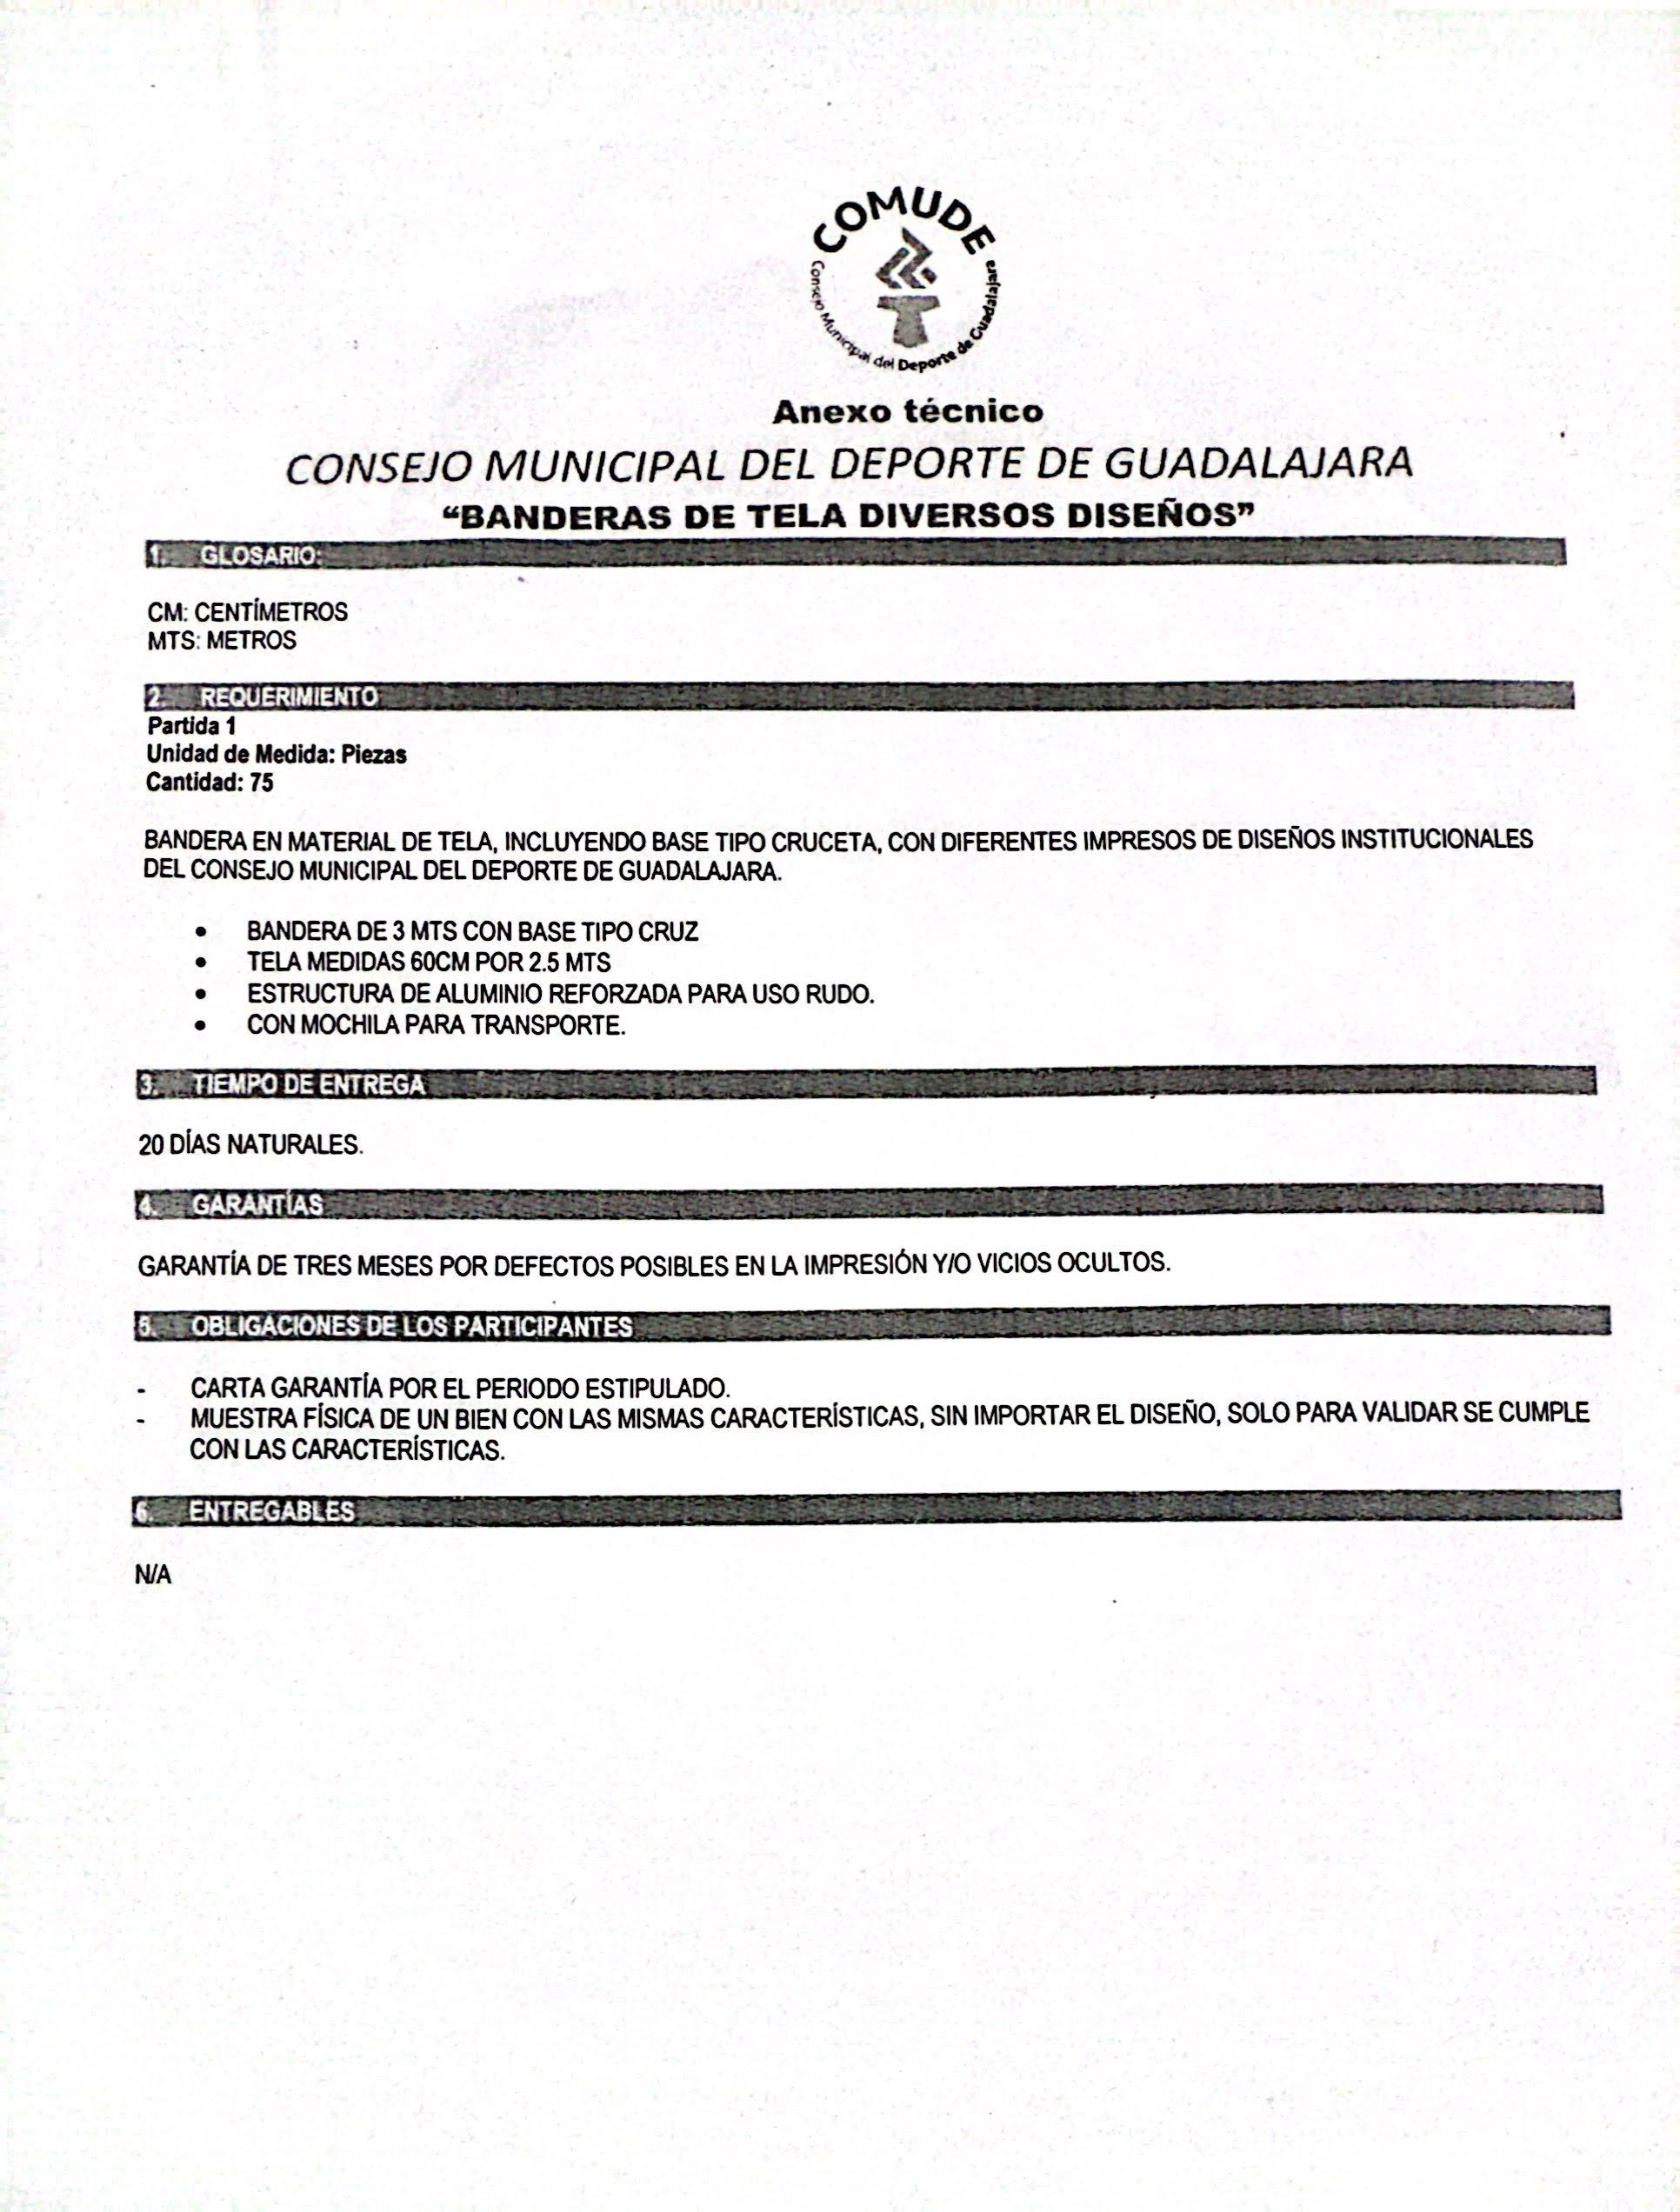 COMUDE
Consejo Municipal del Deporte de Guadalajara
Anexo técnico
CONSEJO MUNICIPAL DEL DEPORTE DE GUADALAJARA
“BANDERAS DE TELA DIVERSOS DISEÑOS”
1. GLOSARIO:
CM: CENTÍMETROS
MTS: METROS
2. REQUERIMIENTO
Partida 1
Unidad de Medida: Piezas
Cantidad: 75
BANDERA EN MATERIAL DE TELA, INCLUYENDO BASE TIPO CRUCETA, CON DIFERENTES IMPRESOS DE DISEÑOS INSTITUCIONALES
DEL CONSEJO MUNICIPAL DEL DEPORTE DE GUADALAJARA.
• BANDERA DE 3 MTS CON BASE TIPO CRUZ
• TELA MEDIDAS 60CM POR 2.5 MTS
• ESTRUCTURA DE ALUMINIO REFORZADA PARA USO RUDO.
• CON MOCHILA PARA TRANSPORTE.
3. TIEMPO DE ENTREGA
20 DÍAS NATURALES.
4. GARANTÍAS
GARANTÍA DE TRES MESES POR DEFECTOS POSIBLES EN LA IMPRESIÓN Y/O VICIOS OCULTOS.
5. OBLIGACIONES DE LOS PARTICIPANTES
- CARTA GARANTÍA POR EL PERIODO ESTIPULADO.
- MUESTRA FÍSICA DE UN BIEN CON LAS MISMAS CARACTERÍSTICAS, SIN IMPORTAR EL DISEÑO, SOLO PARA VALIDAR SE CUMPLE
CON LAS CARACTERÍSTICAS.
6. ENTREGABLES
N/A